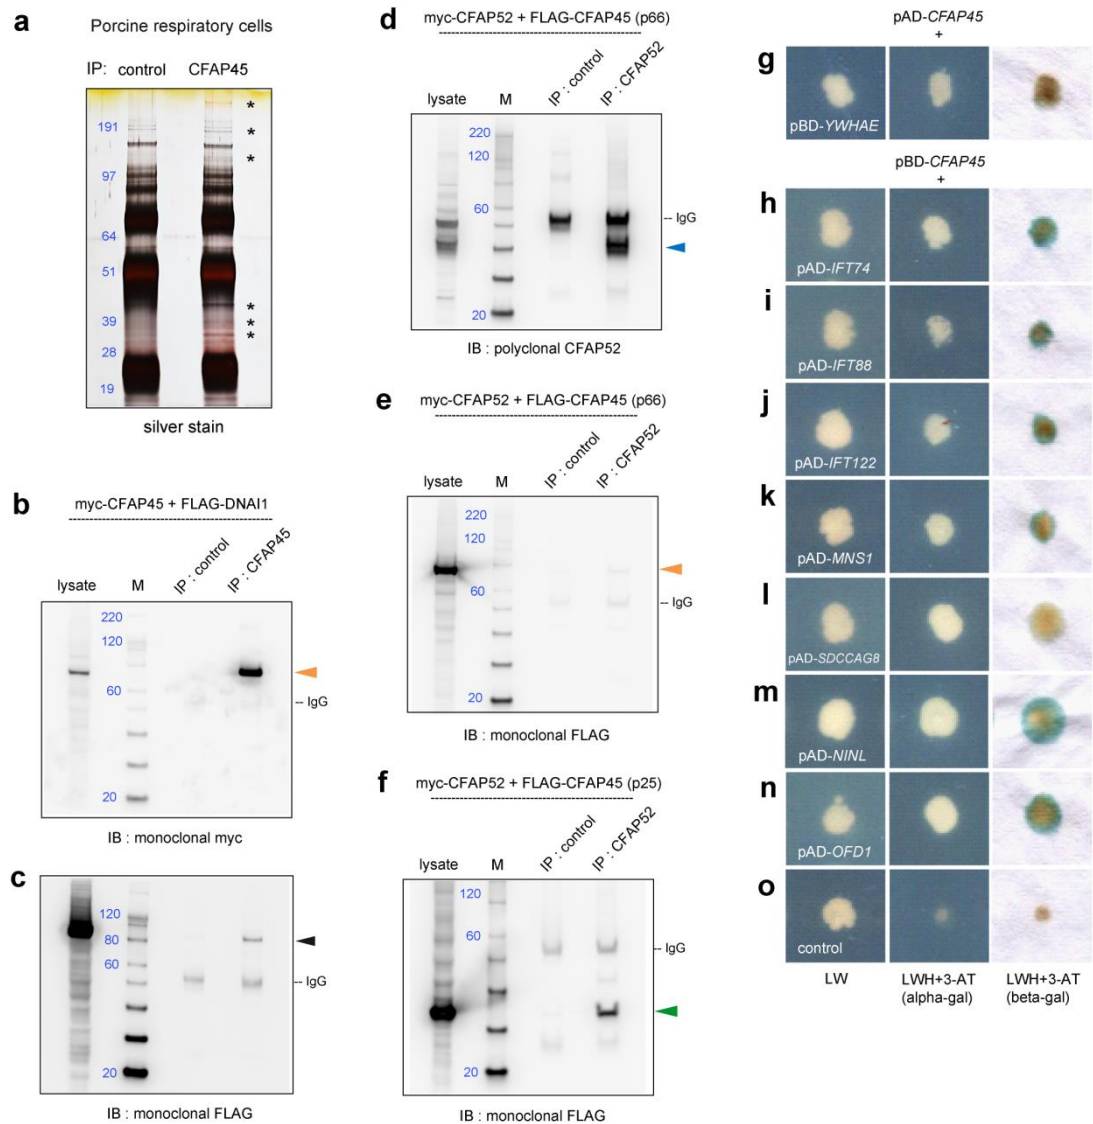 a
Porcine respiratory cells
IP: control CFAP45
*
191
*
*
97
64
51
*
39
*
*
28
19
silver stain
b
myc-CFAP45 + FLAG-DNAI1
lysate M IP : control IP : CFAP45
220
120
60
-- IgG
20
IB : monoclonal myc
c
120
80
60
-- IgG
20
IB : monoclonal FLAG
d
myc-CFAP52 + FLAG-CFAP45 (p66)
lysate M IP : control IP : CFAP52
220
120
60
-- IgG
20
IB : polyclonal CFAP52
e
myc-CFAP52 + FLAG-CFAP45 (p66)
lysate M IP : control IP : CFAP52
220
120
60
-- IgG
20
IB : monoclonal FLAG
f
myc-CFAP52 + FLAG-CFAP45 (p25)
lysate M IP : control IP : CFAP52
120
60
-- IgG
20
IB : monoclonal FLAG
pAD-CFAP45
+
g
pBD-YWHAE
pBD-CFAP45
+
h
pAD-IFT74
i
pAD-IFT88
j
pAD-IFT122
k
pAD-MNS1
l
pAD-SDCCAG8
m
pAD-NINL
n
pAD-OFD1
o
control
LW LWH+3-AT LWH+3-AT
(alpha-gal) (beta-gal)